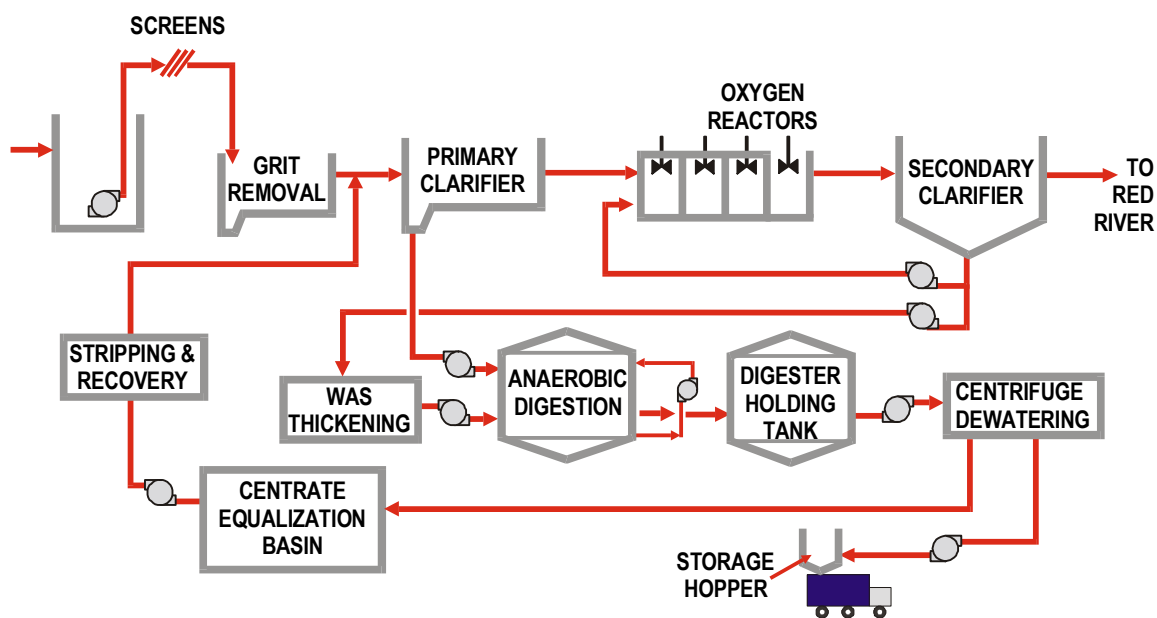 SCREENS
OXYGEN
REACTORS
GRIT
REMOVAL
PRIMARY
CLARIFIER
SECONDARY
CLARIFIER
TO
RED
RIVER
STRIPPING &
RECOVERY
WAS
THICKENING
ANAEROBIC
DIGESTION
DIGESTER
HOLDING
TANK
CENTRIFUGE
DEWATERING
CENTRATE
EQUALIZATION
BASIN
STORAGE
HOPPER